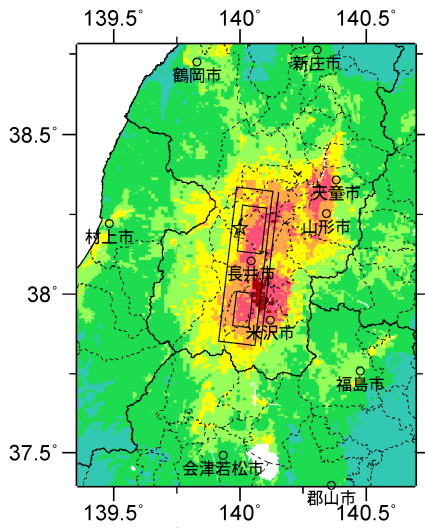 139.5° 140° 140.5°
新庄市
鶴岡市
38.5°
天童市
山形市
村上市
長井市
38°
米沢市
福島市
37.5°
会津若松市
郡山市
139.5° 140° 140.5°